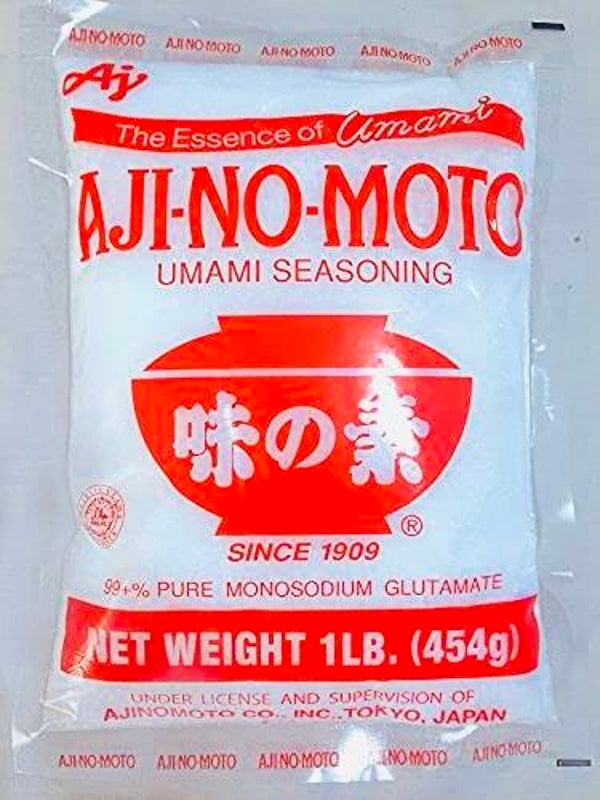 AJI-NO-MOTO AJI-NO-MOTO AJI-NO-MOTO AJI-NO-MOTO AJI-NO-MOTO
Aj
The Essence of Umami
AJI-NO-MOTO
UMAMI SEASONING
味の素
®
SINCE 1909
99+% PURE MONOSODIUM GLUTAMATE
NET WEIGHT 1LB. (454g)
UNDER LICENSE AND SUPERVISION OF
AJINOMOTO CO., INC., TOKYO, JAPAN
AJI-NO-MOTO AJI-NO-MOTO AJI-NO-MOTO AJI-NO-MOTO AJI-NO-MOTO